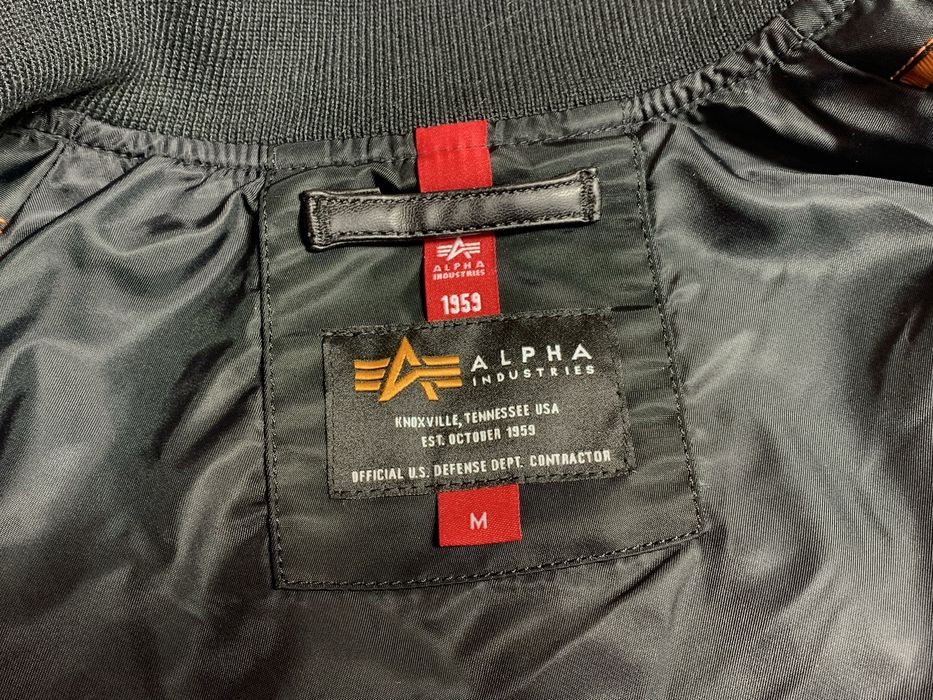 ALPHA
INDUSTRIES
1959
ALPHA
INDUSTRIES
KNOXVILLE, TENNESSEE USA
EST. OCTOBER 1959
OFFICIAL U.S. DEFENSE DEPT. CONTRACTOR
M